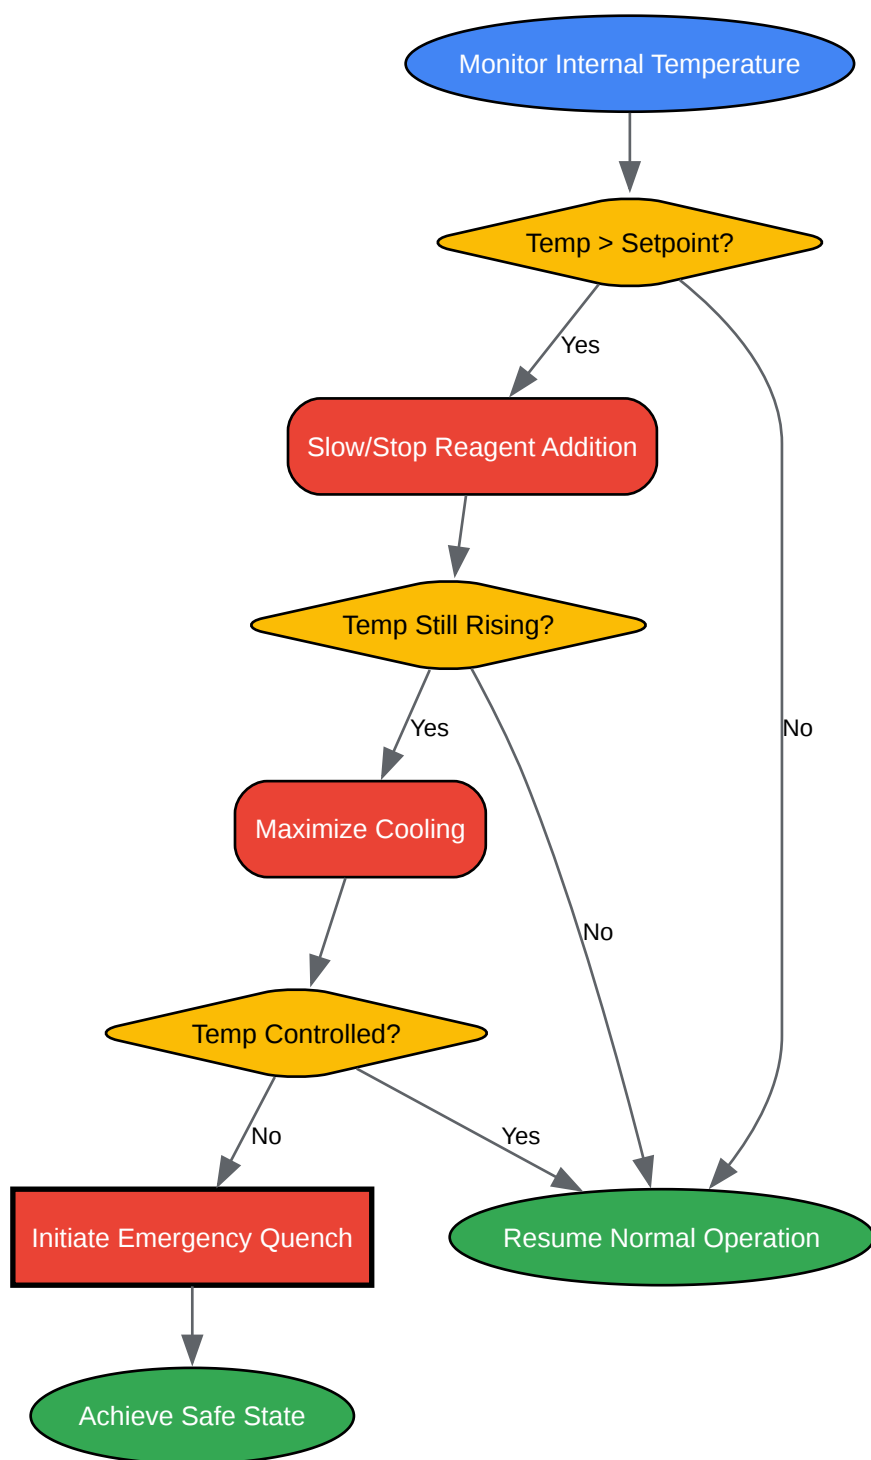 Monitor Internal Temperature
Temp > Setpoint?
Yes
Slow/Stop Reagent Addition
Temp Still Rising?
Yes
No
Maximize Cooling
No
Temp Controlled?
No
Yes
Initiate Emergency Quench
Resume Normal Operation
Achieve Safe State